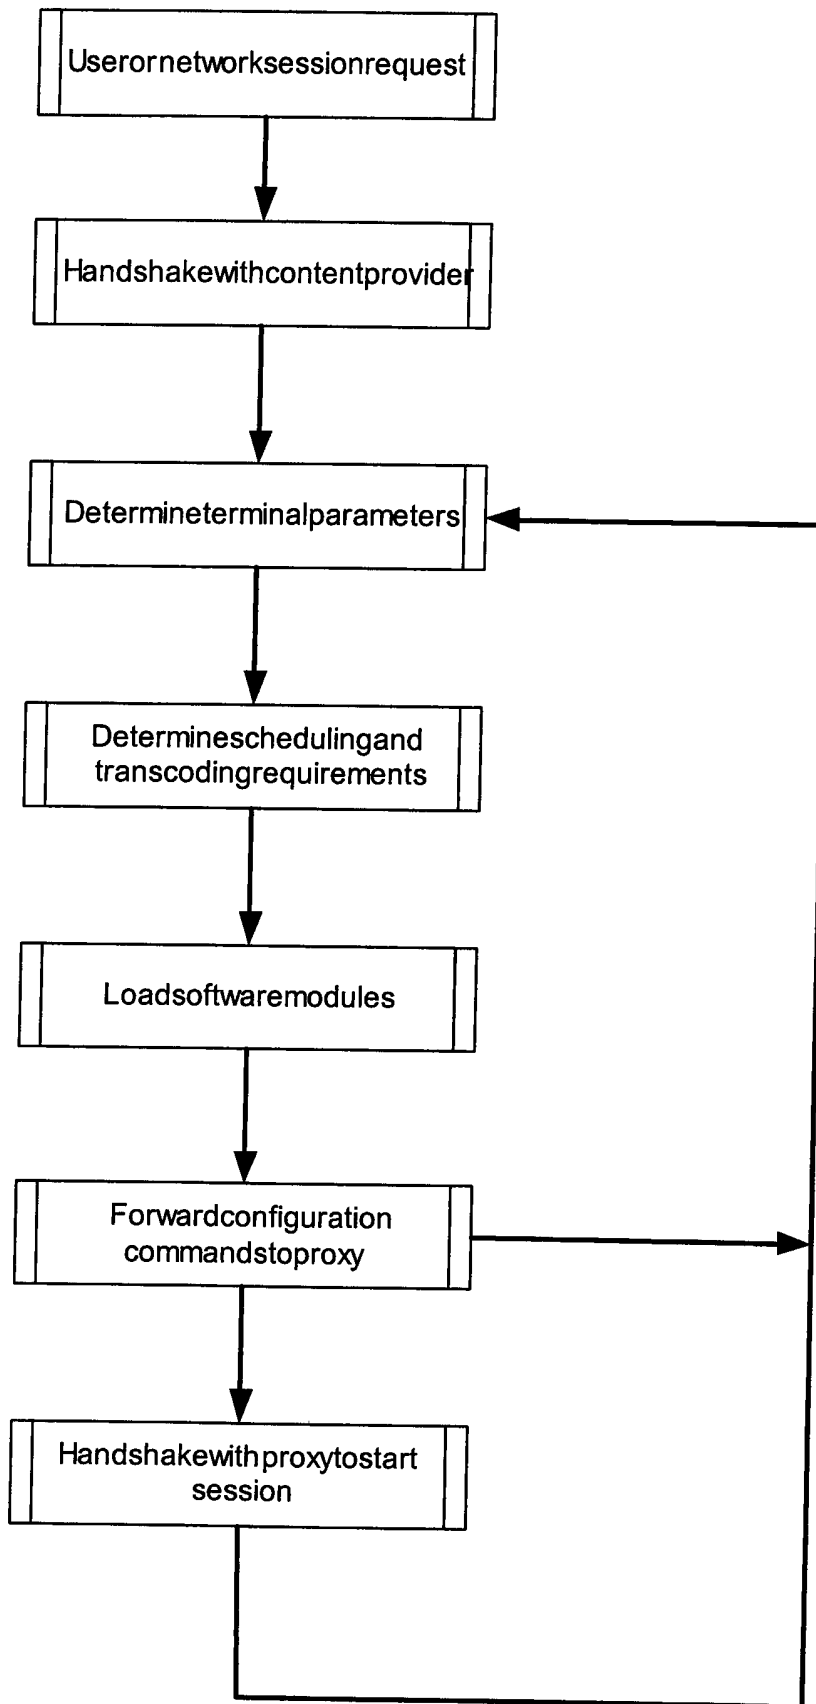 Userornetworksessionrequest
Handshakewithcontentprovider
Determineterminalparameters
Determineschedulingand
transcodingrequirements
Loadsoftwaremodules
Forwardconfiguration
commandstoproxy
Handshakewithproxytostart
session